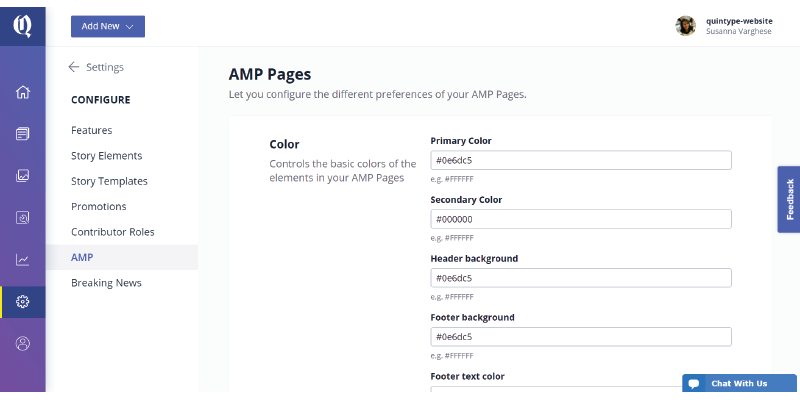 Add New
quintype-website
Susanna Varghese
Settings
CONFIGURE
Features
Story Elements
Story Templates
Promotions
Contributor Roles
AMP
Breaking News
AMP Pages
Let you configure the different preferences of your AMP Pages.
Color
Controls the basic colors of the
elements in your AMP Pages
Primary Color
#0e6dc5
e.g. #FFFFFF
Secondary Color
#000000
e.g. #FFFFFF
Header background
#0e6dc5
e.g. #FFFFFF
Footer background
#0e6dc5
e.g. #FFFFFF
Footer text color
Feedback
Chat With Us